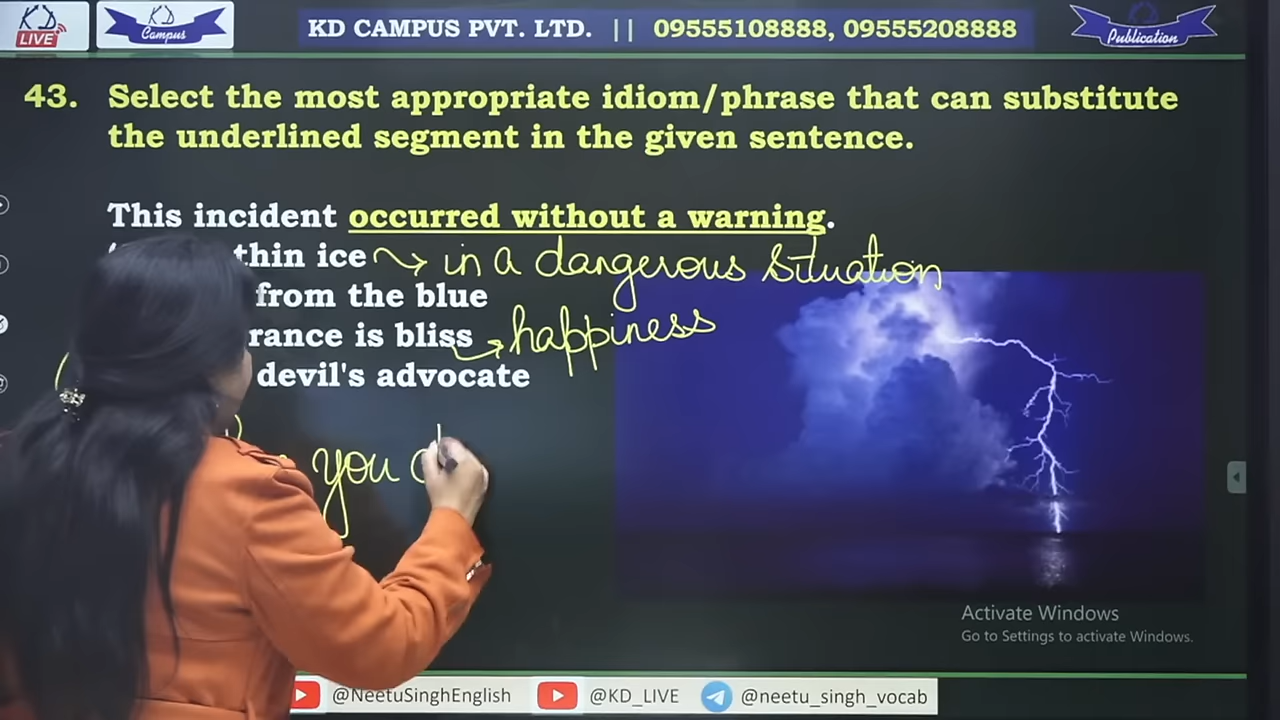 KD
LIVE
KD
Campus
KD CAMPUS PVT. LTD. || 09555108888, 09555208888
Publication
43. Select the most appropriate idiom/phrase that can substitute
the underlined segment in the given sentence.
This incident occurred without a warning.
thin ice → in a dangerous situation
from the blue
rance is bliss → happiness
devil's advocate
you
Activate Windows
Go to Settings to activate Windows.
@NeetuSinghEnglish
@KD_LIVE
@neetu_singh_vocab